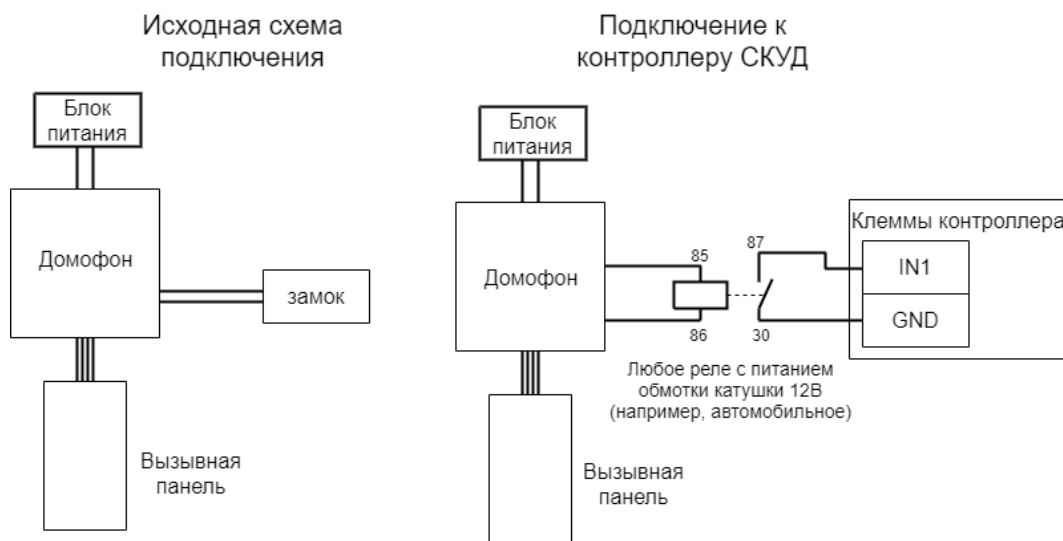 Исходная схема
подключения
Блок
питания
Домофон
замок
Вызывная
панель
Подключение к
контроллеру СКУД
Блок
питания
Домофон
85
86
87
30
Клеммы контроллера
IN1
GND
Любое реле с питанием
обмотки катушки 12В
(например, автомобильное)
Вызывная
панель